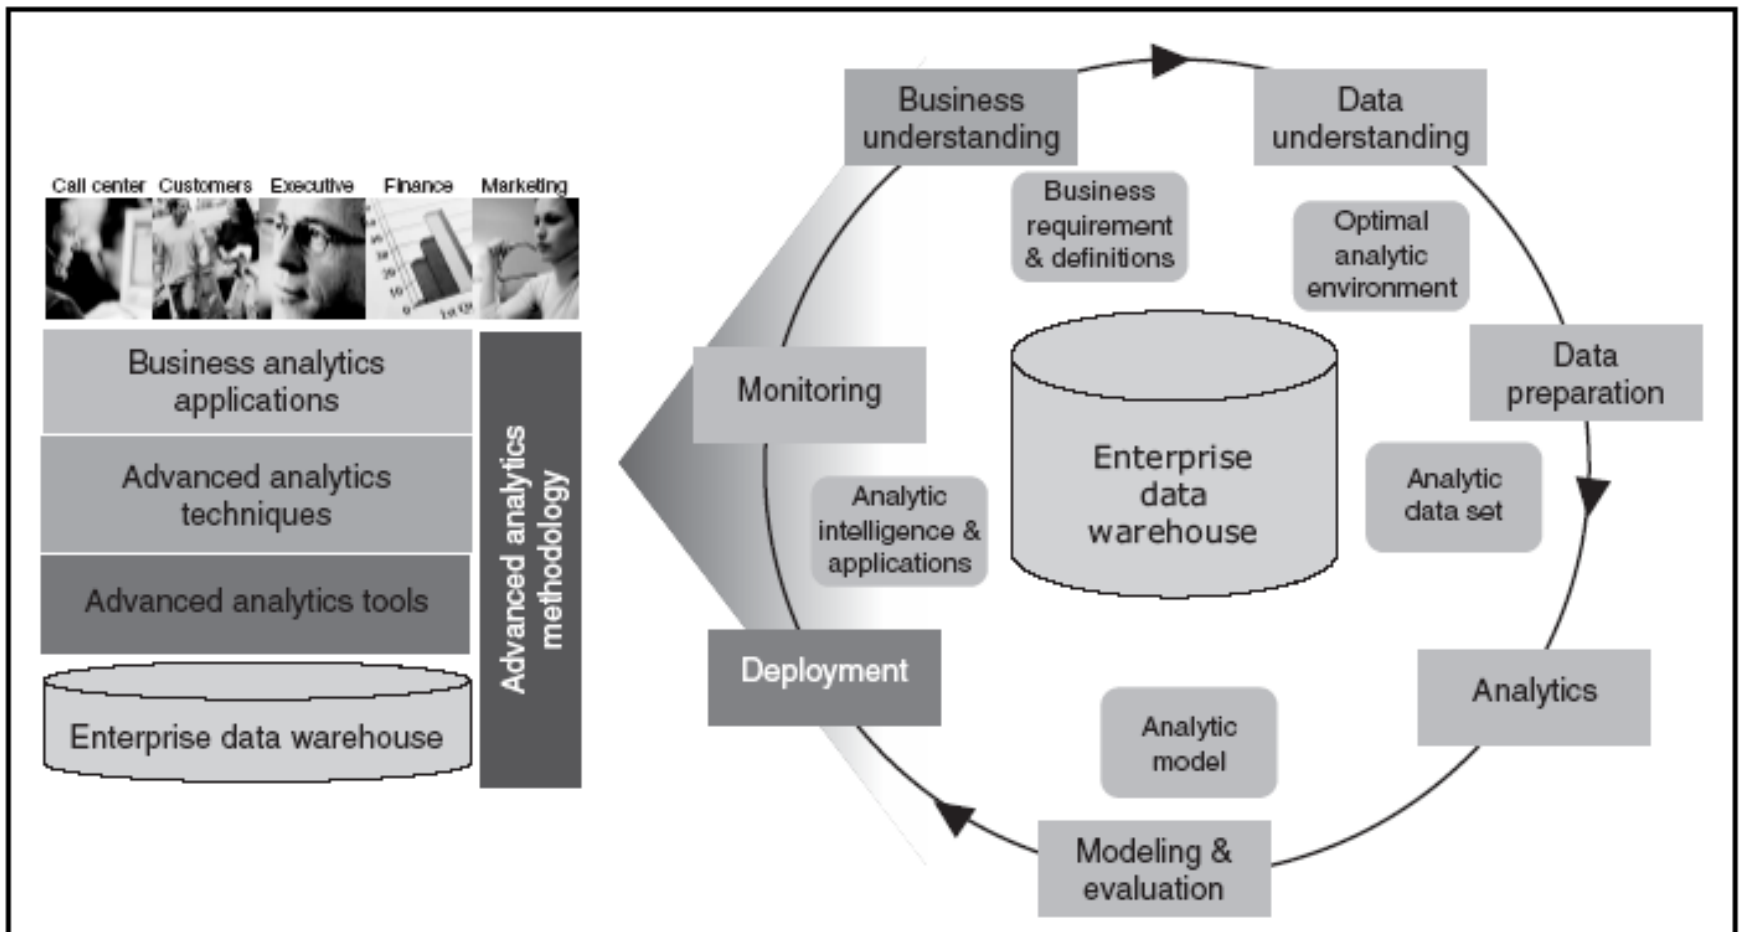 Call center Customers Executive Finance Marketing
Business analytics
applications
Advanced analytics
techniques
Advanced analytics tools
Enterprise data warehouse
Advanced analytics
methodology
Business
understanding
Data
understanding
Business
requirement
& definitions
Optimal
analytic
environment
Data
preparation
Monitoring
Enterprise
data
warehouse
Analytic
data set
Analytic
intelligence &
applications
Deployment
Analytics
Analytic
model
Modeling &
evaluation